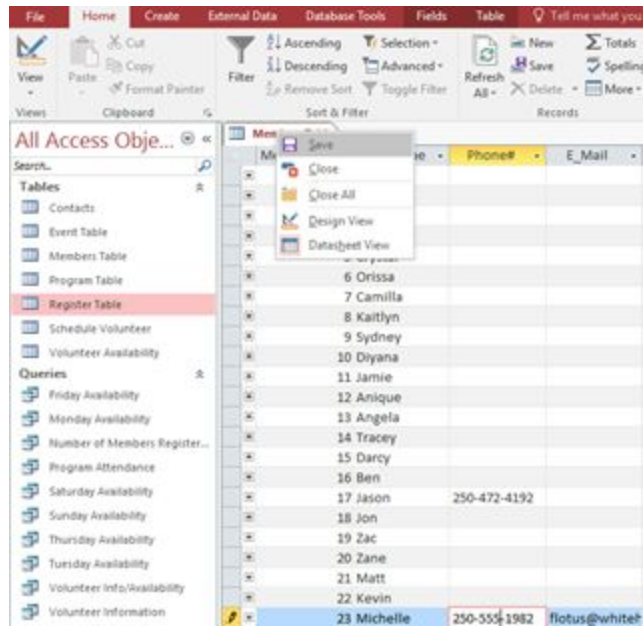 File Home Create External Data Database Tools Fields Table Tell me what you
Cut
Copy
Format Painter
View Paste
Views Clipboard
Ascending Selection
Descending Advanced
Remove Sort Toggle Filter
Filter
Sort & Filter
New Totals
Save Spelling
Delete More
Refresh
All
Records
All Access Obje...
Search..
Tables
Contacts
Event Table
Members Table
Program Table
Register Table
Schedule Volunteer
Volunteer Availability
Queries
Friday Availability
Monday Availability
Number of Members Register...
Program Attendance
Saturday Availability
Sunday Availability
Thursday Availability
Tuesday Availability
Volunteer Info/Availability
Volunteer Information
Save
Close
Close All
Design View
Datasheet View
Phone# E_Mail
6 Orissa
7 Camilla
8 Kaitlyn
9 Sydney
10 Diyana
11 Jamie
12 Anique
13 Angela
14 Tracey
15 Darcy
16 Ben
17 Jason 250-472-4192
18 Jon
19 Zac
20 Zane
21 Matt
22 Kevin
23 Michelle 250-555-1982 flotus@whiteh